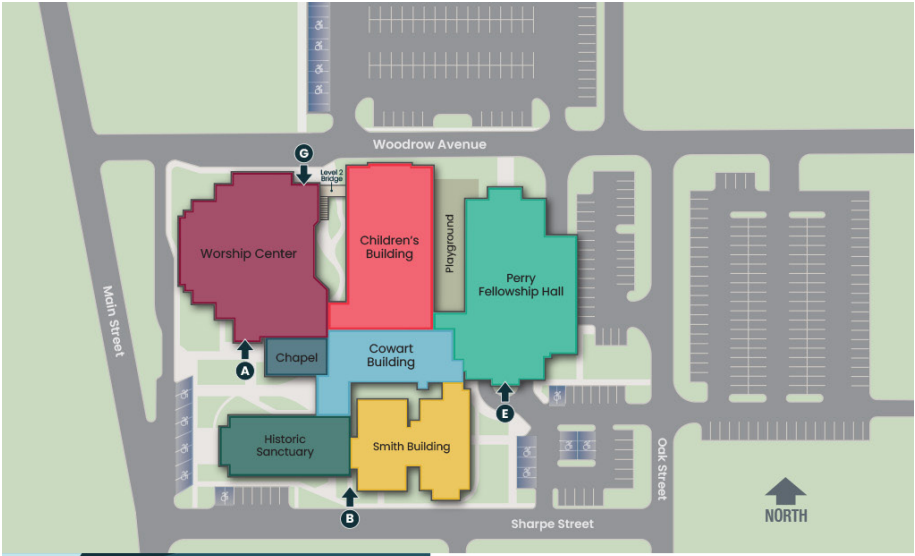 Woodrow Avenue
G
Level 2
Bridge
Worship Center
Children's
Building
Playground
Perry
Fellowship Hall
Main Street
A
Chapel
Cowart
Building
E
Historic
Sanctuary
Smith Building
B
Oak Street
Sharpe Street
NORTH